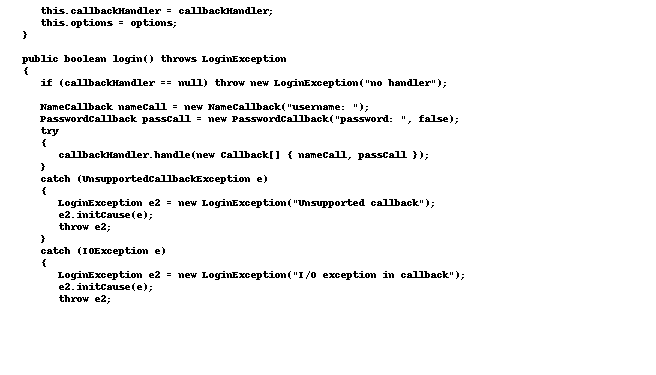 this.callbackHandler = callbackHandler;
this.options = options;
}
public boolean login() throws LoginException
{
if (callbackHandler == null) throw new LoginException("no handler");
NameCallback nameCall = new NameCallback("username: ");
PasswordCallback passCall = new PasswordCallback("password: ", false);
try
{
callbackHandler.handle(new Callback[] { nameCall, passCall });
}
catch (UnsupportedCallbackException e)
{
LoginException e2 = new LoginException("Unsupported callback");
e2.initCause(e);
throw e2;
}
catch (IOException e)
{
LoginException e2 = new LoginException("I/O exception in callback");
e2.initCause(e);
throw e2;